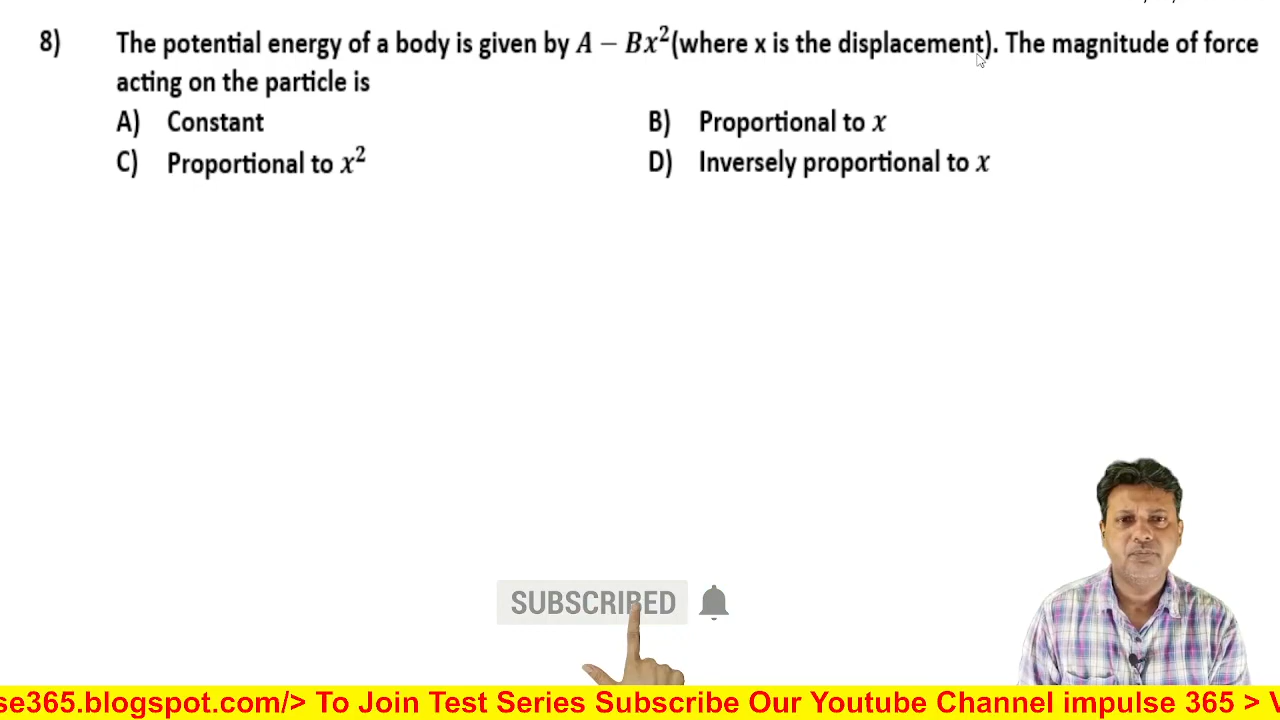 8) The potential energy of a body is given by A − Bx² (where x is the displacement). The magnitude of force
acting on the particle is
A) Constant B) Proportional to x
C) Proportional to x² D) Inversely proportional to x
SUBSCRIBED
se365.blogspot.com/> To Join Test Series Subscribe Our Youtube Channel impulse 365 >